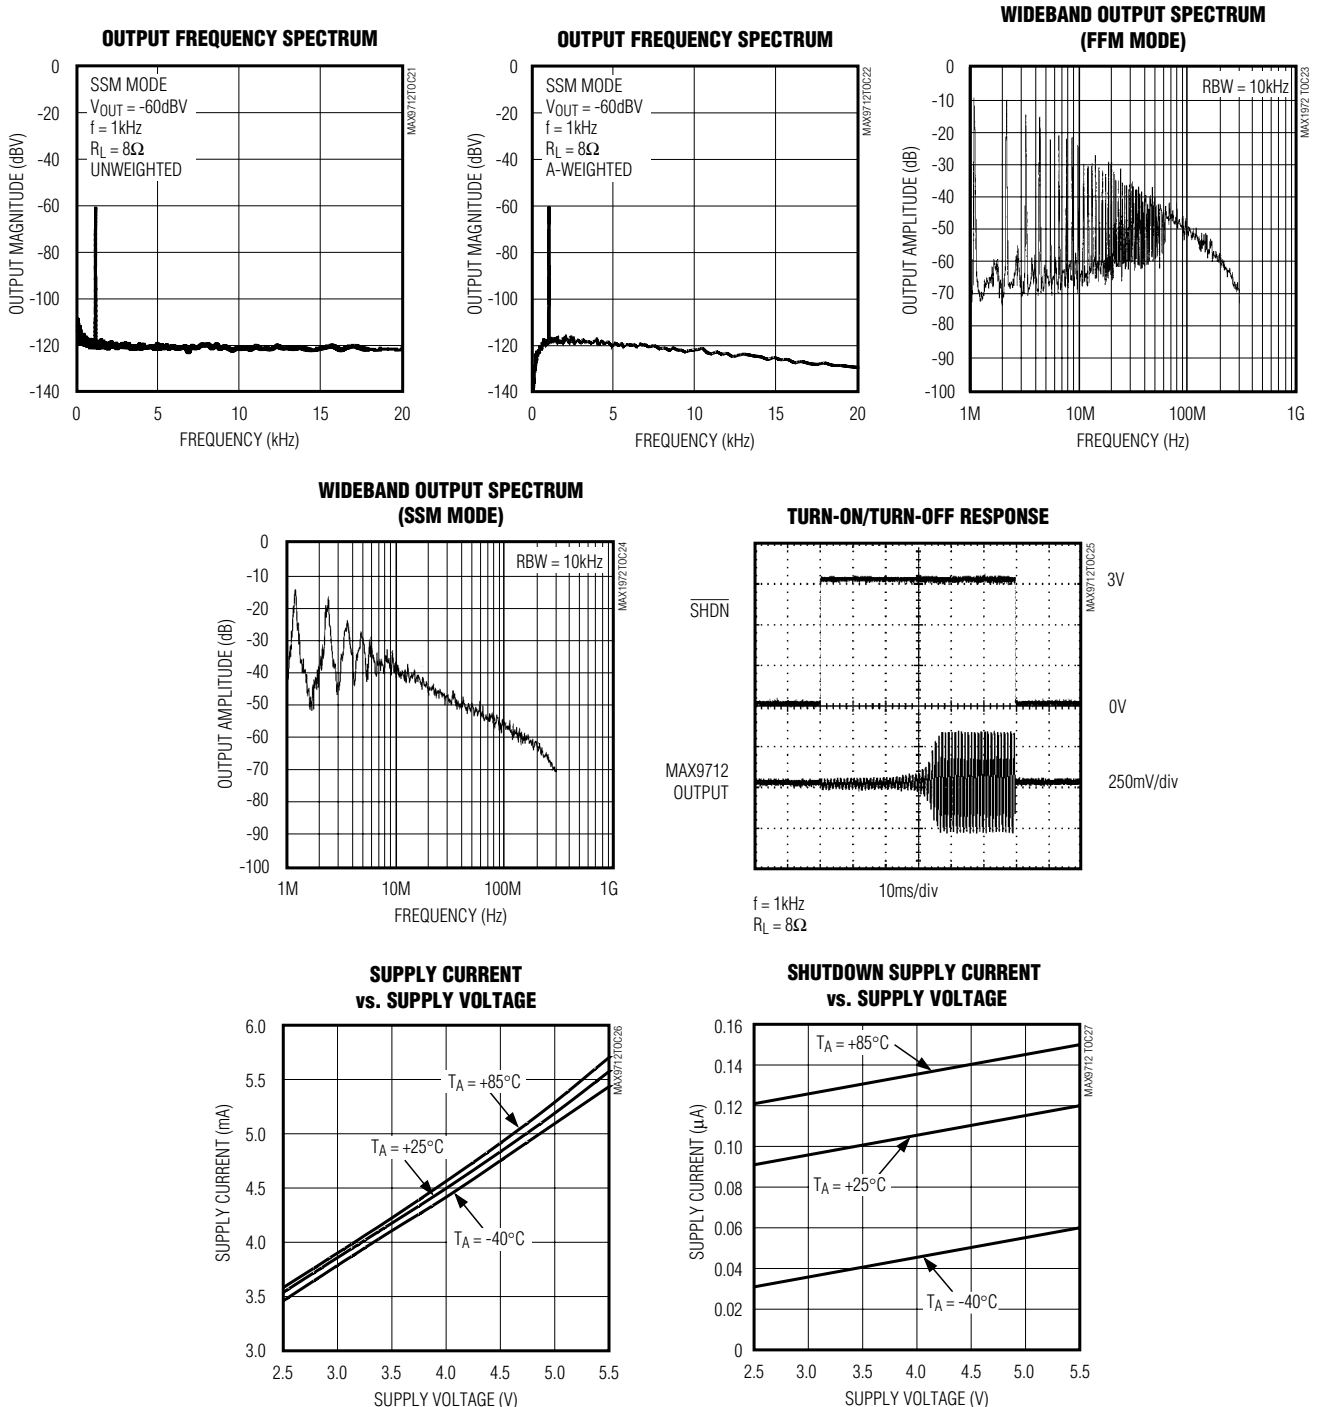 OUTPUT FREQUENCY SPECTRUM
0
-20
-40
-60
-80
-100
-120
-140
OUTPUT MAGNITUDE (dBV)
SSM MODE
VOUT = -60dBV
f = 1kHz
RL = 8Ω
UNWEIGHTED
MAX9712TOC21
0 5 10 15 20
FREQUENCY (kHz)
OUTPUT FREQUENCY SPECTRUM
0
-20
-40
-60
-80
-100
-120
-140
OUTPUT MAGNITUDE (dBV)
SSM MODE
VOUT = -60dBV
f = 1kHz
RL = 8Ω
A-WEIGHTED
MAX9712TOC22
0 5 10 15 20
FREQUENCY (kHz)
WIDEBAND OUTPUT SPECTRUM
(FFM MODE)
0
-10
-20
-30
-40
-50
-60
-70
-80
-90
-100
OUTPUT AMPLITUDE (dB)
RBW = 10kHz
MAX1972 TOC23
1M 10M 100M 1G
FREQUENCY (Hz)
WIDEBAND OUTPUT SPECTRUM
(SSM MODE)
0
-10
-20
-30
-40
-50
-60
-70
-80
-90
-100
OUTPUT AMPLITUDE (dB)
RBW = 10kHz
MAX1972TOC24
1M 10M 100M 1G
FREQUENCY (Hz)
TURN-ON/TURN-OFF RESPONSE
SHDN
MAX9712
OUTPUT
3V
0V
250mV/div
MAX9712TOC25
10ms/div
f = 1kHz
RL = 8Ω
SUPPLY CURRENT
vs. SUPPLY VOLTAGE
6.0
5.5
5.0
4.5
4.0
3.5
3.0
SUPPLY CURRENT (mA)
TA = +85°C
TA = +25°C
TA = -40°C
MAX9712TOC26
2.5 3.0 3.5 4.0 4.5 5.0 5.5
SUPPLY VOLTAGE (V)
SHUTDOWN SUPPLY CURRENT
vs. SUPPLY VOLTAGE
0.16
0.14
0.12
0.10
0.08
0.06
0.04
0.02
0
SUPPLY CURRENT (µA)
TA = +85°C
TA = +25°C
TA = -40°C
MAX9712 TOC27
2.5 3.0 3.5 4.0 4.5 5.0 5.5
SUPPLY VOLTAGE (V)